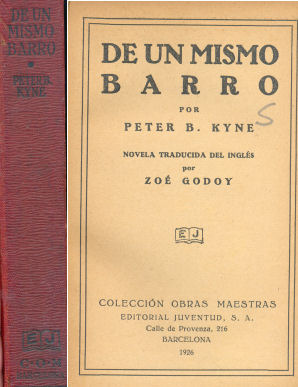 DE UN
MISMO
BARRO
PETER B.
KYNE
EJ
C·O·M
DE UN MISMO
BARRO
POR
PETER B. KYNE
S
NOVELA TRADUCIDA DEL INGLÉS
por
ZOÉ GODOY
EJ
COLECCIÓN OBRAS MAESTRAS
EDITORIAL JUVENTUD, S. A.
Calle de Provenza, 216
BARCELONA
1926